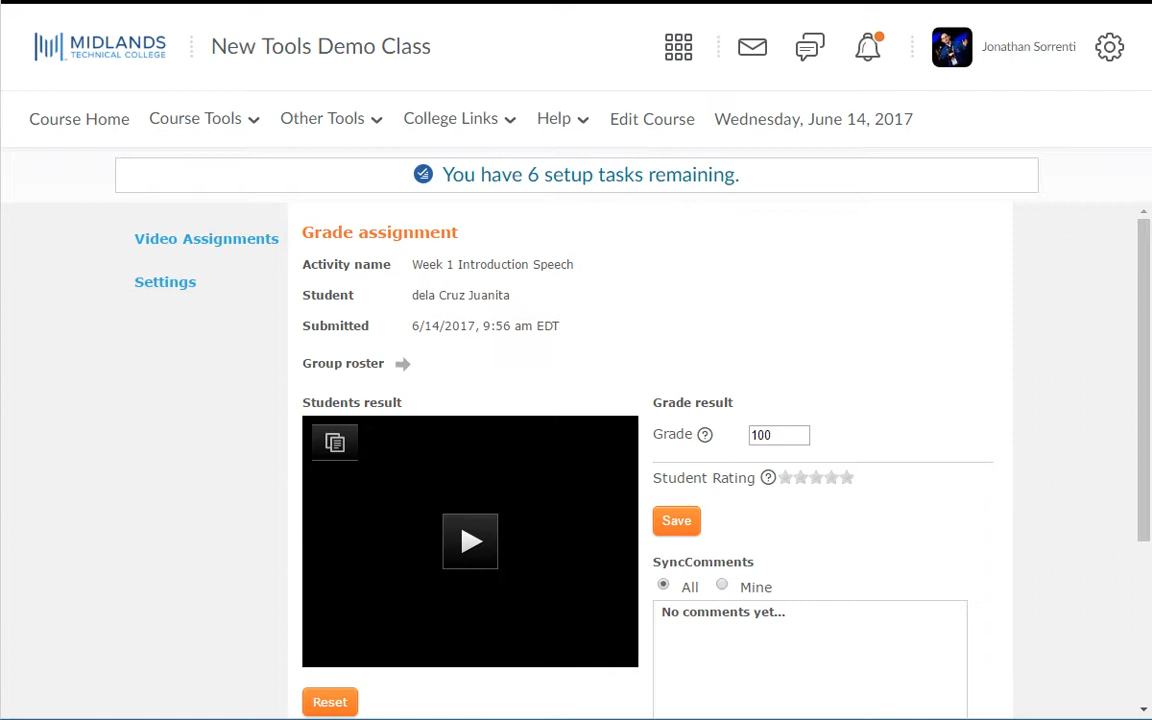 MIDLANDS
TECHNICAL COLLEGE
New Tools Demo Class
Jonathan Sorrenti
Course Home
Course Tools
Other Tools
College Links
Help
Edit Course
Wednesday, June 14, 2017
You have 6 setup tasks remaining.
Video Assignments
Settings
Grade assignment
Activity name Week 1 Introduction Speech
Student dela Cruz Juanita
Submitted 6/14/2017, 9:56 am EDT
Group roster
Students result
Reset
Grade result
Grade ? 100
Student Rating ?
Save
SyncComments
All Mine
No comments yet...